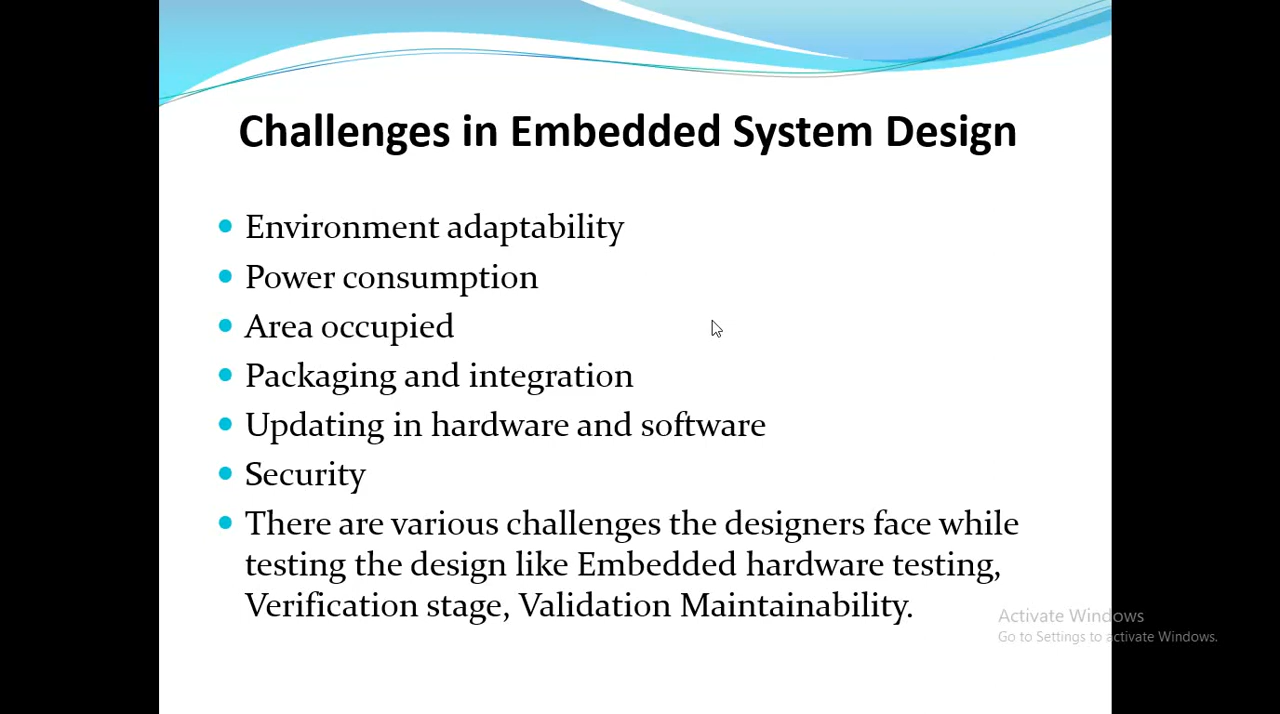 Challenges in Embedded System Design
Environment adaptability
Power consumption
Area occupied
Packaging and integration
Updating in hardware and software
Security
There are various challenges the designers face while
testing the design like Embedded hardware testing,
Verification stage, Validation Maintainability.
Activate Windows
Go to Settings to activate Windows.